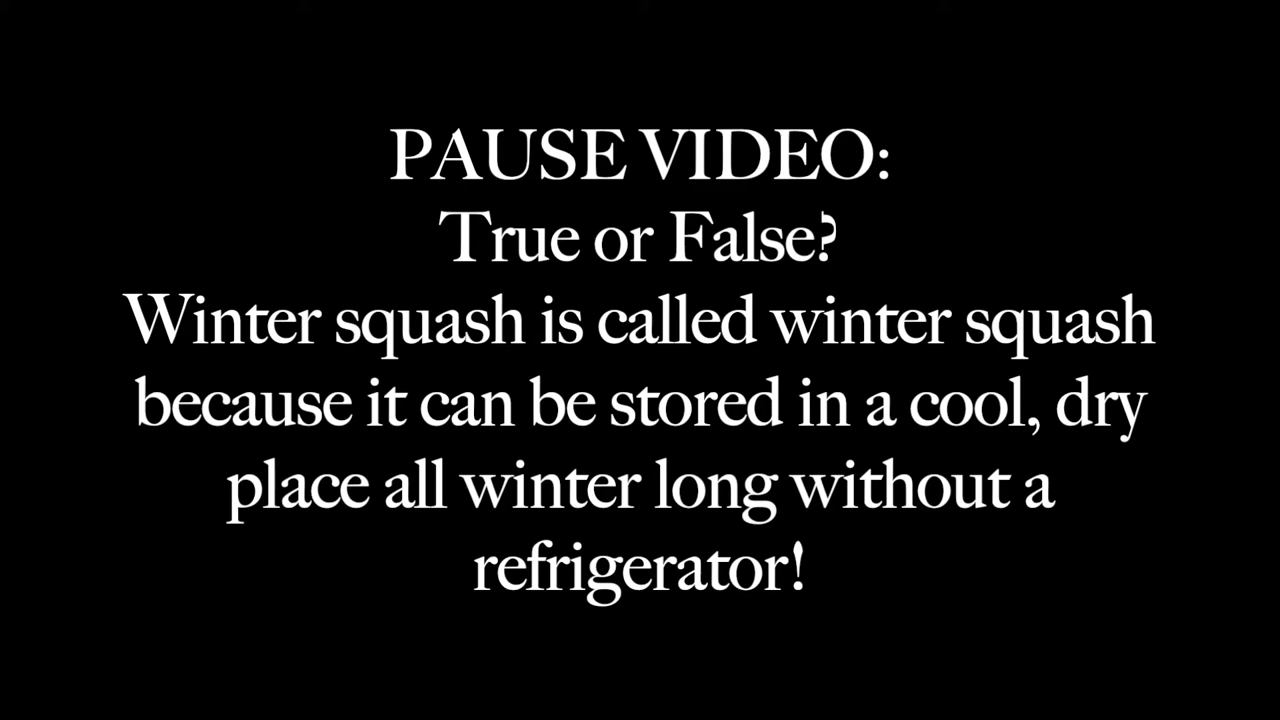 PAUSE VIDEO:
True or False?
Winter squash is called winter squash
because it can be stored in a cool, dry
place all winter long without a
refrigerator!